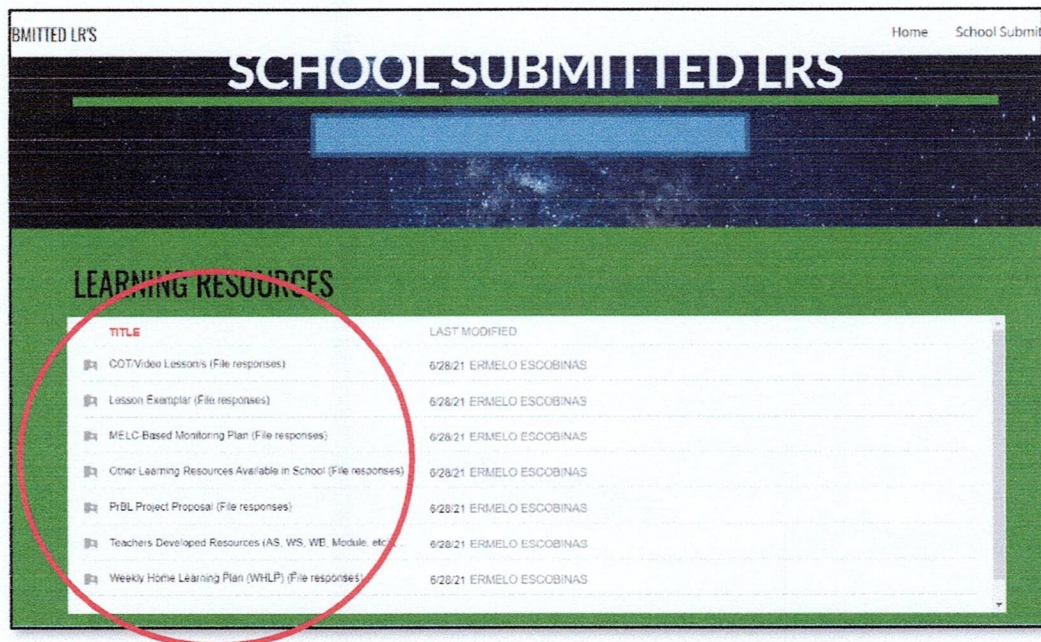 BMITTED LR'S Home School Submit
SCHOOL SUBMITTED LRS
LEARNING RESOURCES
TITLE LAST MODIFIED
COT/Video Lesson/s (File responses) 6/28/21 ERMELO ESCOBINAS
Lesson Exemplar (File responses) 6/28/21 ERMELO ESCOBINAS
MELC-Based Monitoring Plan (File responses) 6/28/21 ERMELO ESCOBINAS
Other Learning Resources Available in School (File responses) 6/28/21 ERMELO ESCOBINAS
PrBL Project Proposal (File responses) 6/28/21 ERMELO ESCOBINAS
Teachers Developed Resources (AS, WS, WB, Module, etc) (... 6/28/21 ERMELO ESCOBINAS
Weekly Home Learning Plan (WHLP) (File responses) 6/28/21 ERMELO ESCOBINAS